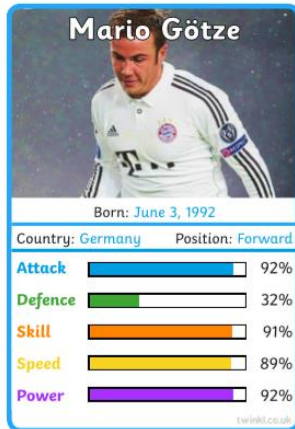 Mario Götze
Born: June 3, 1992
Country: Germany Position: Forward
Attack 92%
Defence 32%
Skill 91%
Speed 89%
Power 92%
twinkl.co.uk